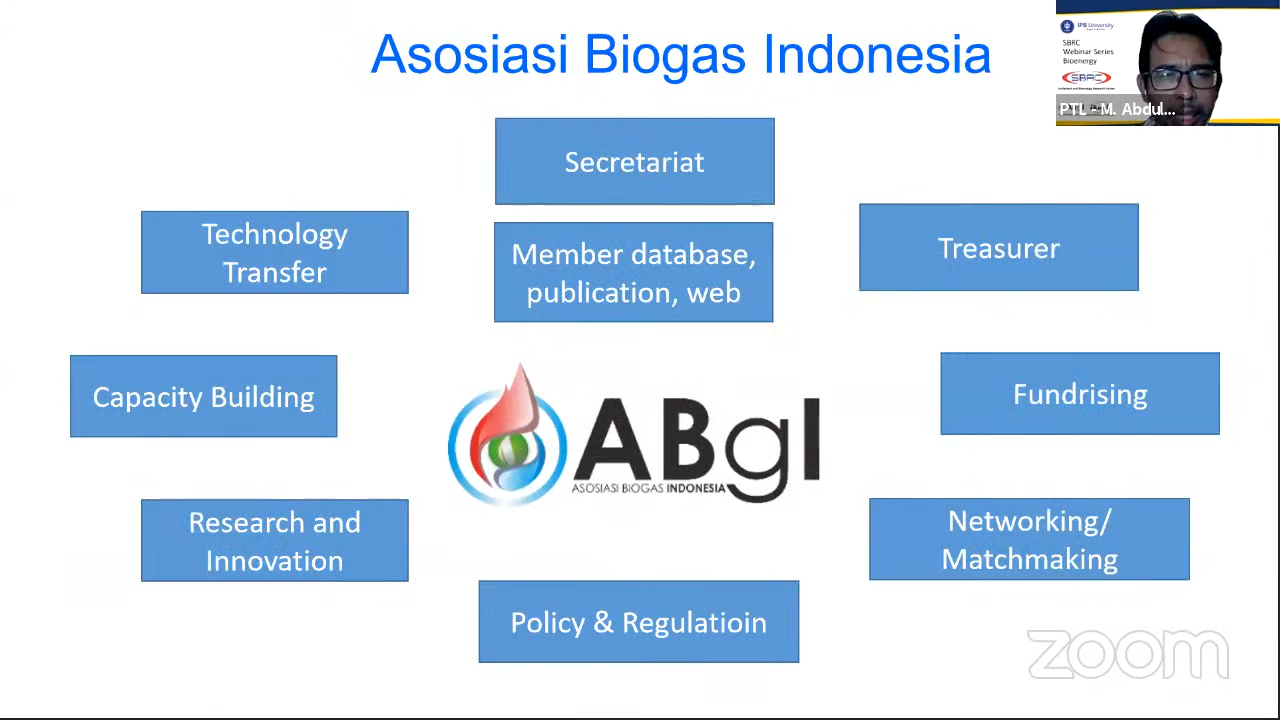 Asosiasi Biogas Indonesia
IPB University
SBRC
Webinar Series
Bioenergy
SBRC
PTL - M. Abdul...
Secretariat
Technology
Transfer
Member database,
publication, web
Treasurer
Capacity Building
Fundrising
ABgI
ASOSIASI BIOGAS INDONESIA
Research and
Innovation
Networking/
Matchmaking
Policy & Regulatioin
zoom